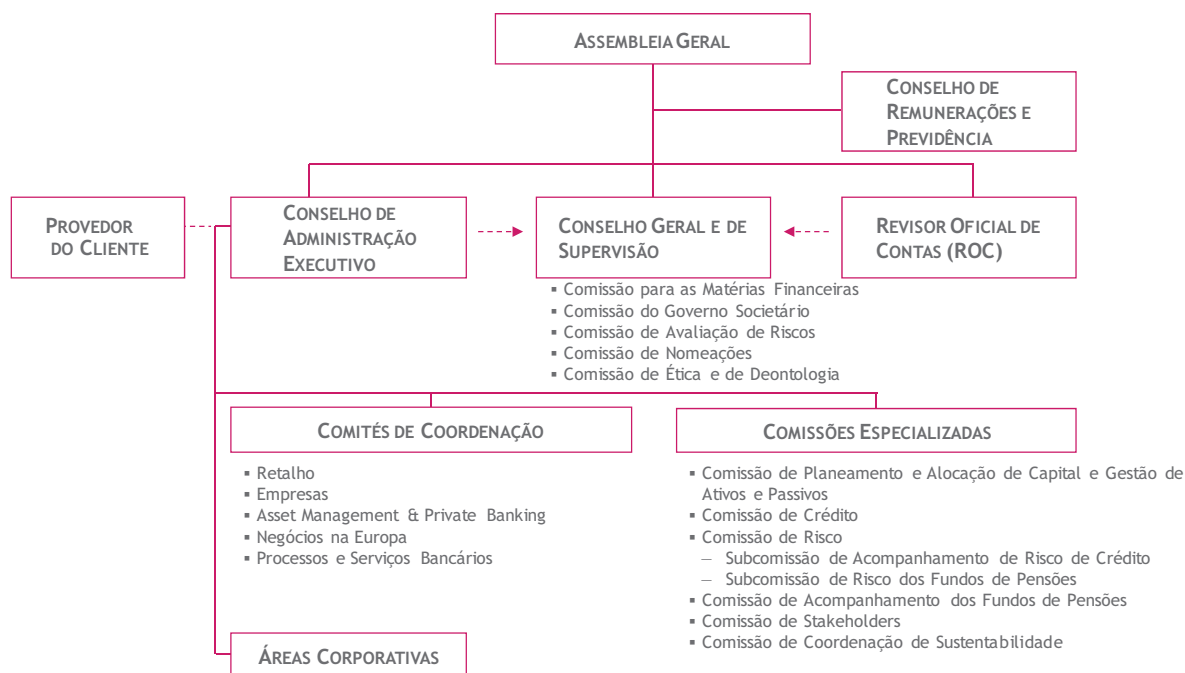 ASSEMBLEIA GERAL
CONSELHO DE
REMUNERAÇÕES E
PREVIDÊNCIA
PROVEDOR
DO CLIENTE
CONSELHO DE
ADMINISTRAÇÃO
EXECUTIVO
CONSELHO GERAL E DE
SUPERVISÃO
REVISOR OFICIAL DE
CONTAS (ROC)
▪ Comissão para as Matérias Financeiras
▪ Comissão do Governo Societário
▪ Comissão de Avaliação de Riscos
▪ Comissão de Nomeações
▪ Comissão de Ética e de Deontologia
COMITÉS DE COORDENAÇÃO
▪ Retalho
▪ Empresas
▪ Asset Management & Private Banking
▪ Negócios na Europa
▪ Processos e Serviços Bancários
COMISSÕES ESPECIALIZADAS
▪ Comissão de Planeamento e Alocação de Capital e Gestão de
Ativos e Passivos
▪ Comissão de Crédito
▪ Comissão de Risco
– Subcomissão de Acompanhamento de Risco de Crédito
– Subcomissão de Risco dos Fundos de Pensões
▪ Comissão de Acompanhamento dos Fundos de Pensões
▪ Comissão de Stakeholders
▪ Comissão de Coordenação de Sustentabilidade
ÁREAS CORPORATIVAS